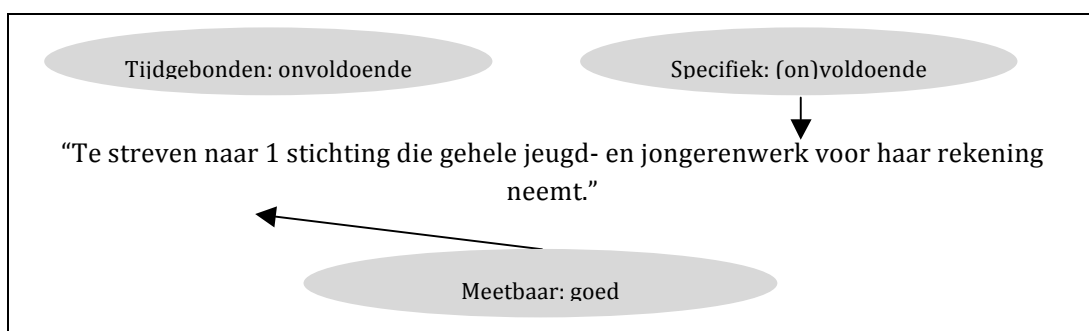 Tijdgebonden: onvoldoende
Specifiek: (on)voldoende
“Te streven naar 1 stichting die gehele jeugd- en jongerenwerk voor haar rekening
neemt.”
Meetbaar: goed